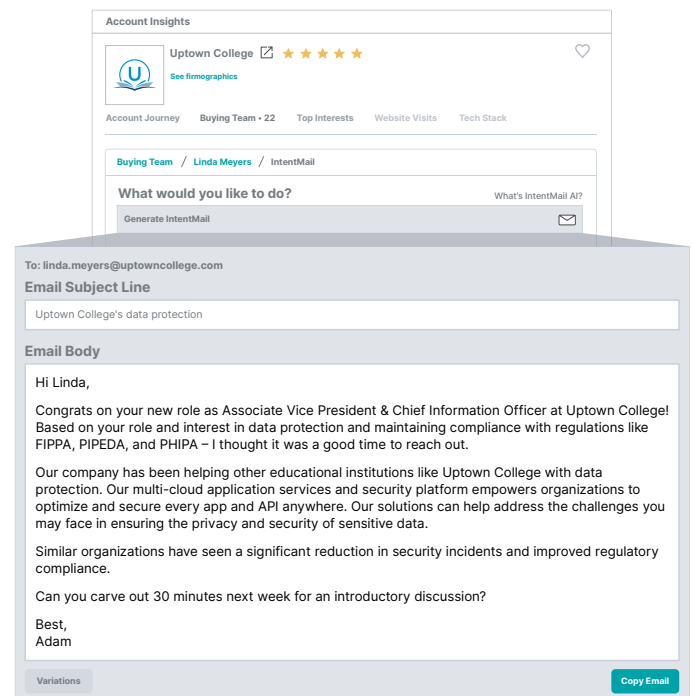 Account Insights
Uptown College
U
See firmographics
Account Journey Buying Team • 22 Top Interests Website Visits Tech Stack
Buying Team / Linda Meyers / IntentMail
What would you like to do? What's IntentMail AI?
Generate IntentMail
To: linda.meyers@uptowncollege.com
Email Subject Line
Uptown College's data protection
Email Body
Hi Linda,
Congrats on your new role as Associate Vice President & Chief Information Officer at Uptown College!
Based on your role and interest in data protection and maintaining compliance with regulations like
FIPPA, PIPEDA, and PHIPA – I thought it was a good time to reach out.
Our company has been helping other educational institutions like Uptown College with data
protection. Our multi-cloud application services and security platform empowers organizations to
optimize and secure every app and API anywhere. Our solutions can help address the challenges you
may face in ensuring the privacy and security of sensitive data.
Similar organizations have seen a significant reduction in security incidents and improved regulatory
compliance.
Can you carve out 30 minutes next week for an introductory discussion?
Best,
Adam
Variations Copy Email